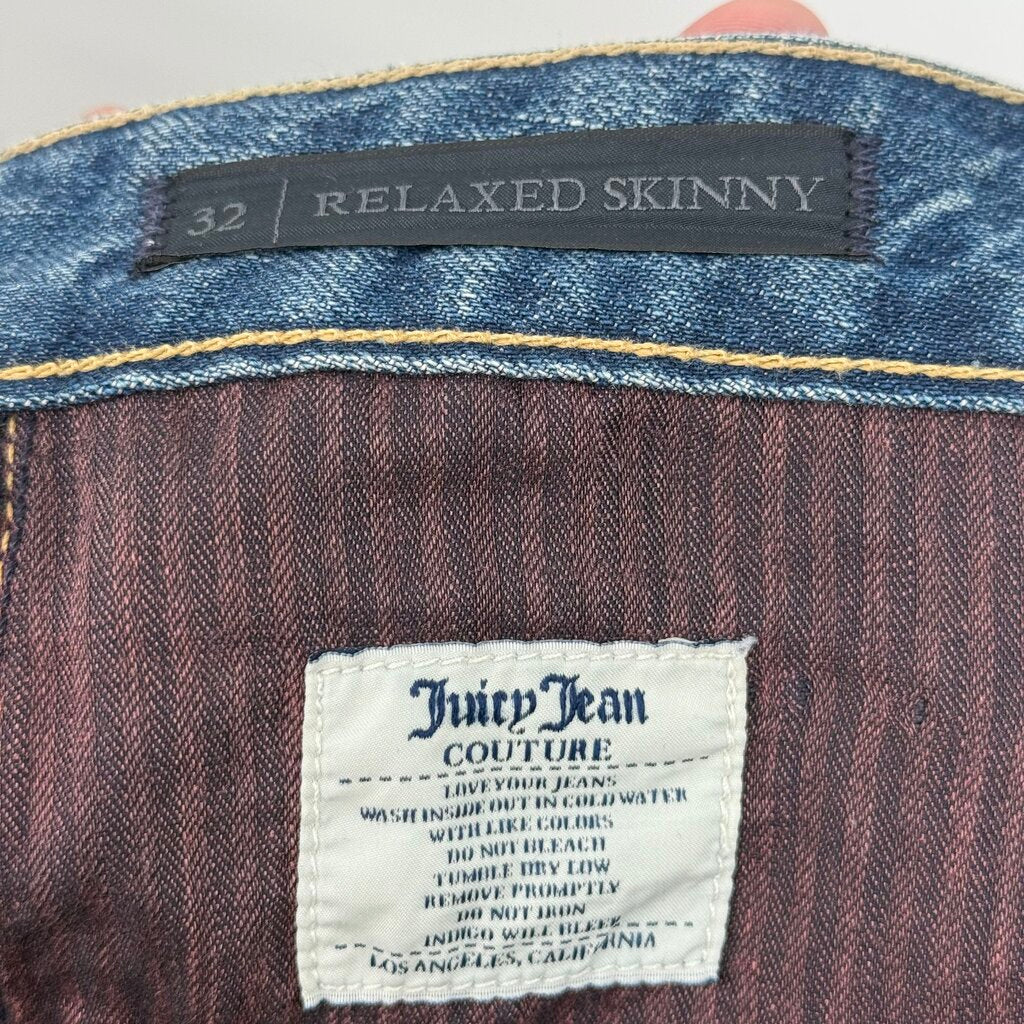 32 | RELAXED SKINNY
Juicy Jean
COUTURE
LOVE YOUR JEANS
WASH INSIDE OUT IN COLD WATER
WITH LIKE COLORS
DO NOT BLEACH
TUMBLE DRY LOW
REMOVE PROMPTLY
DO NOT IRON
INDIGO WILL BLEED
LOS ANGELES, CALIFORNIA